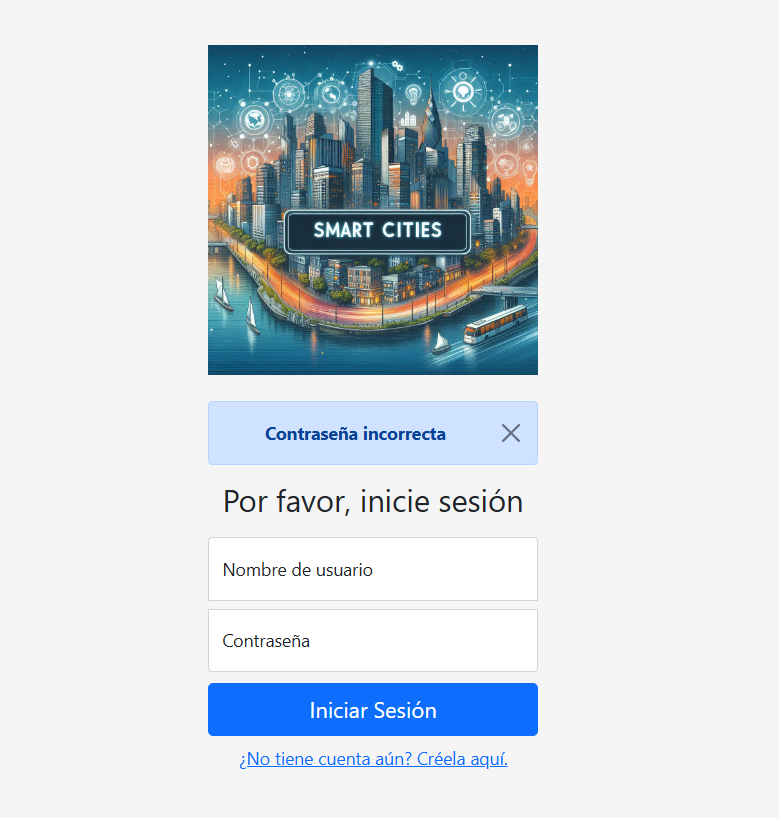 SMART CITIES
Contraseña incorrecta
Por favor, inicie sesión
Nombre de usuario
Contraseña
Iniciar Sesión
¿No tiene cuenta aún? Créela aquí.